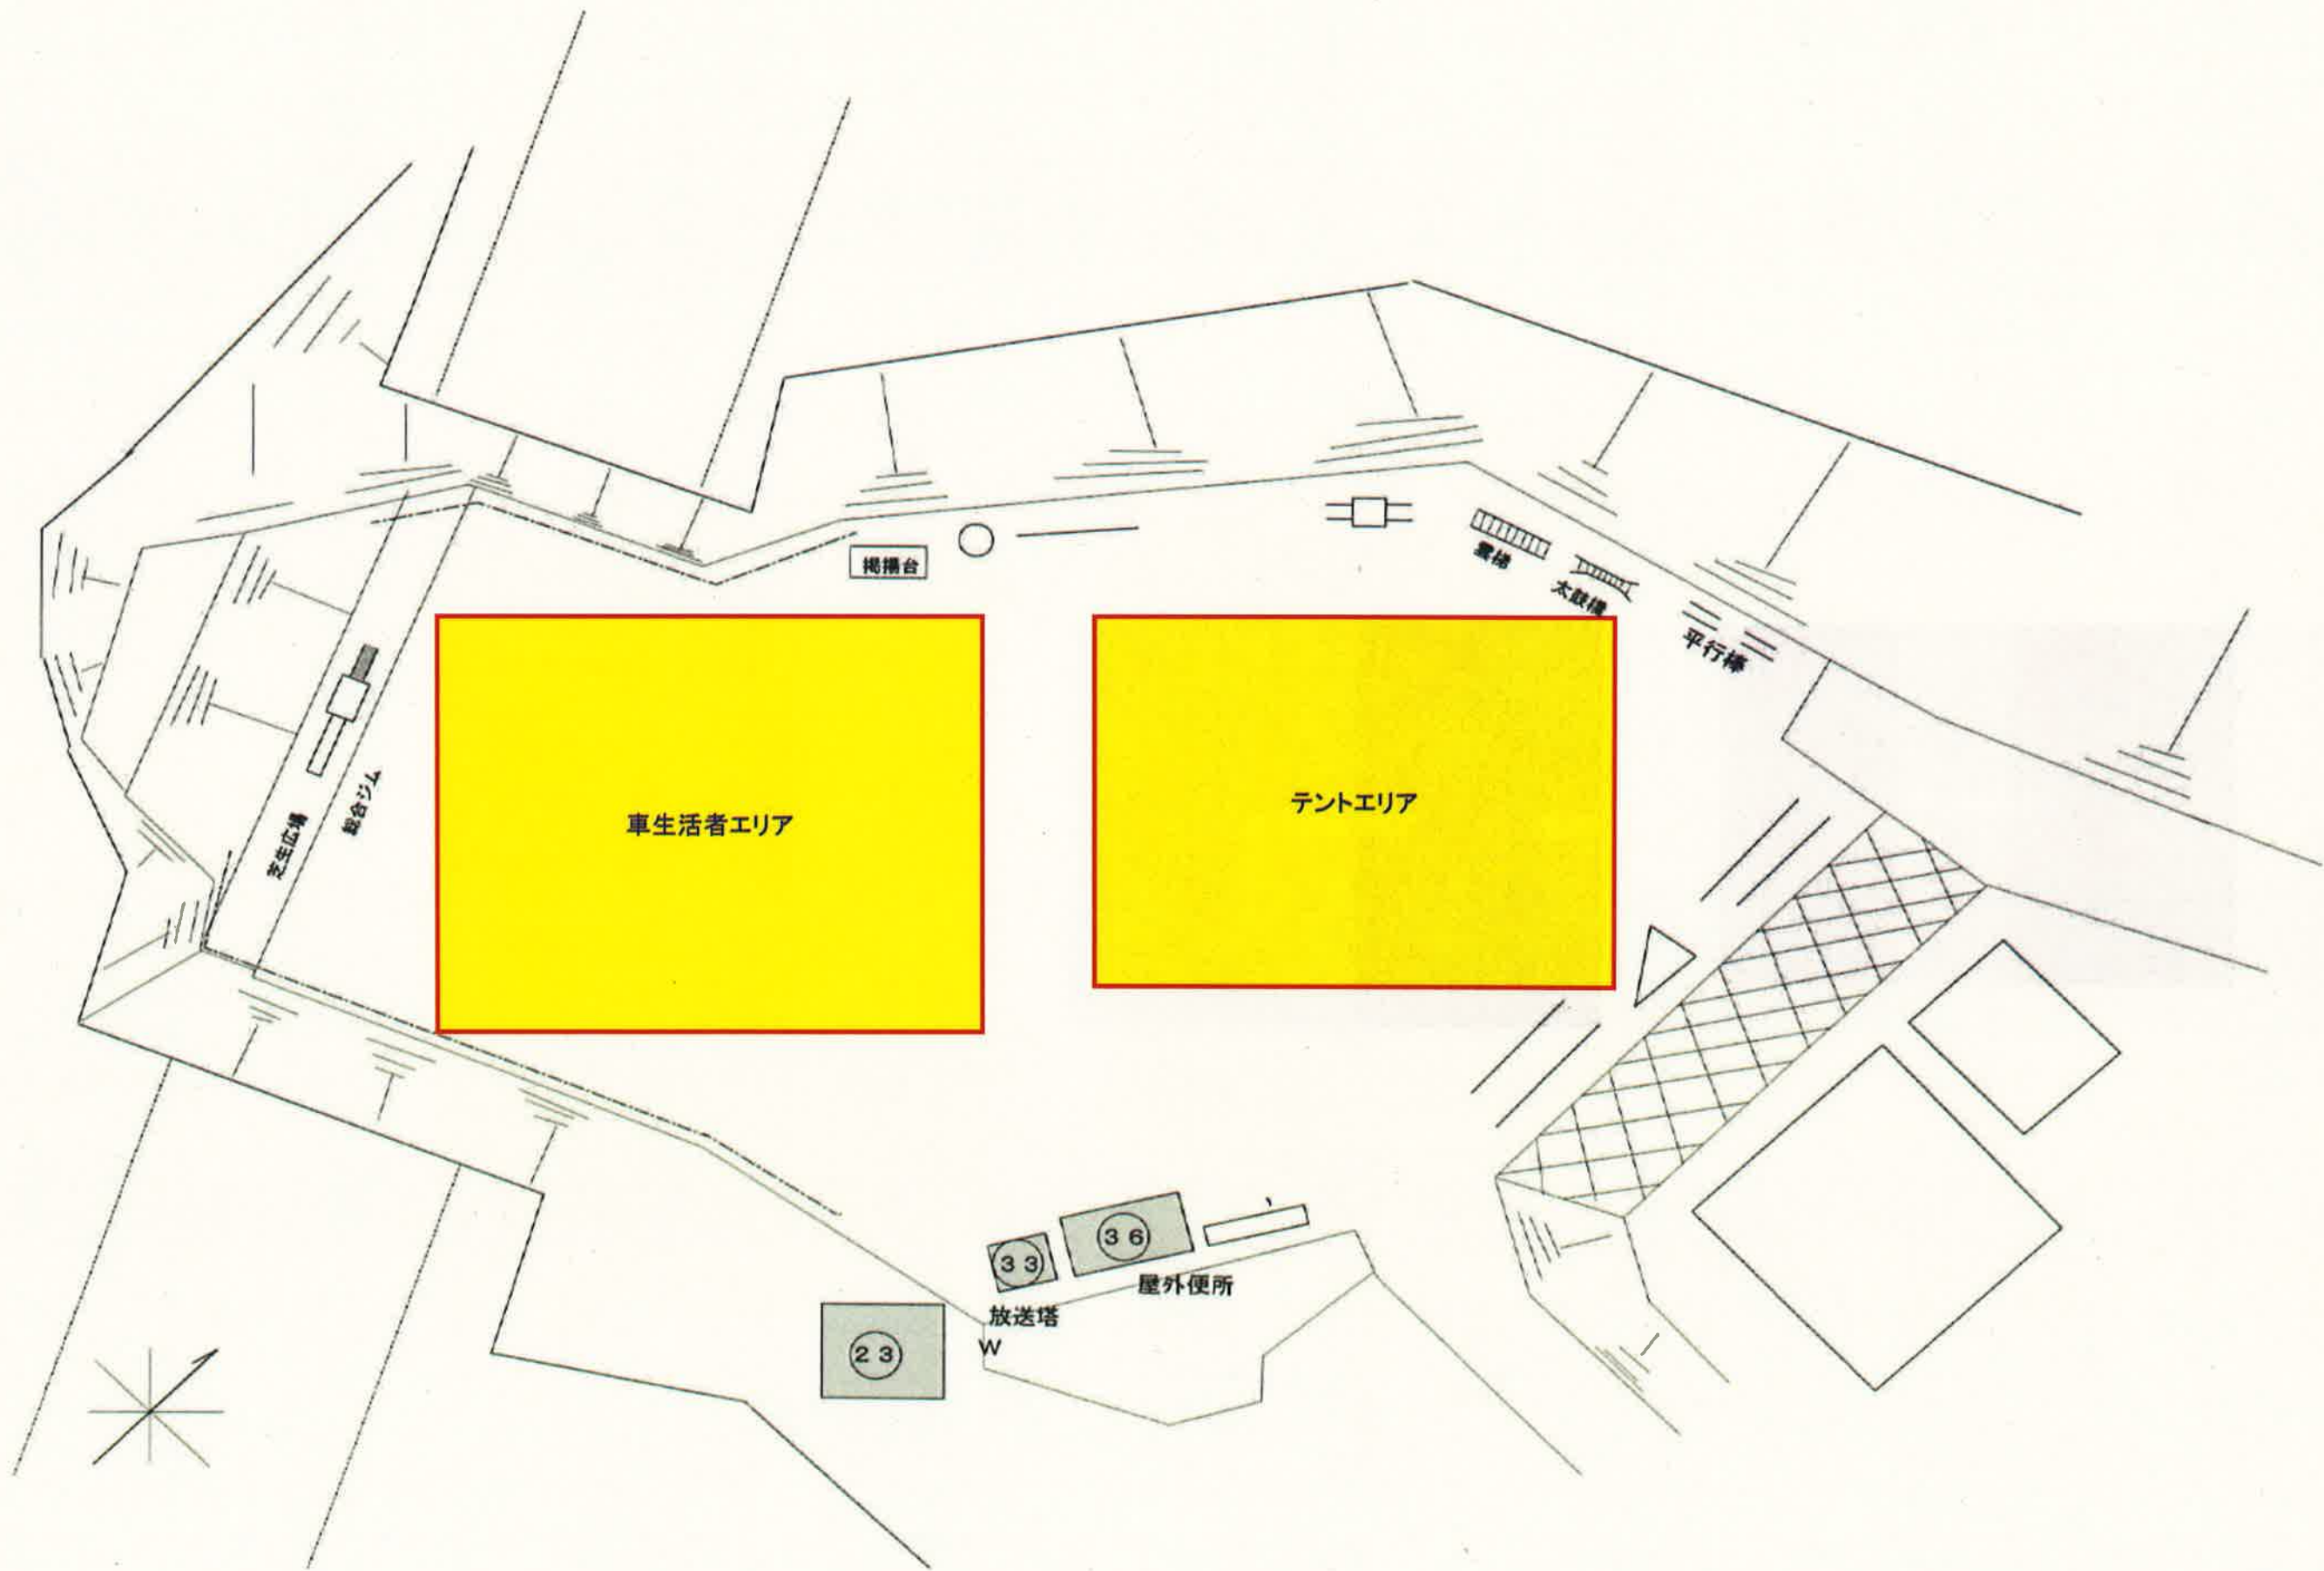 掲揚台
雲梯
太鼓橋
平行棒
車生活者エリア
テントエリア
総合ジム
芝生広場
36
33
屋外便所
放送塔
W
23